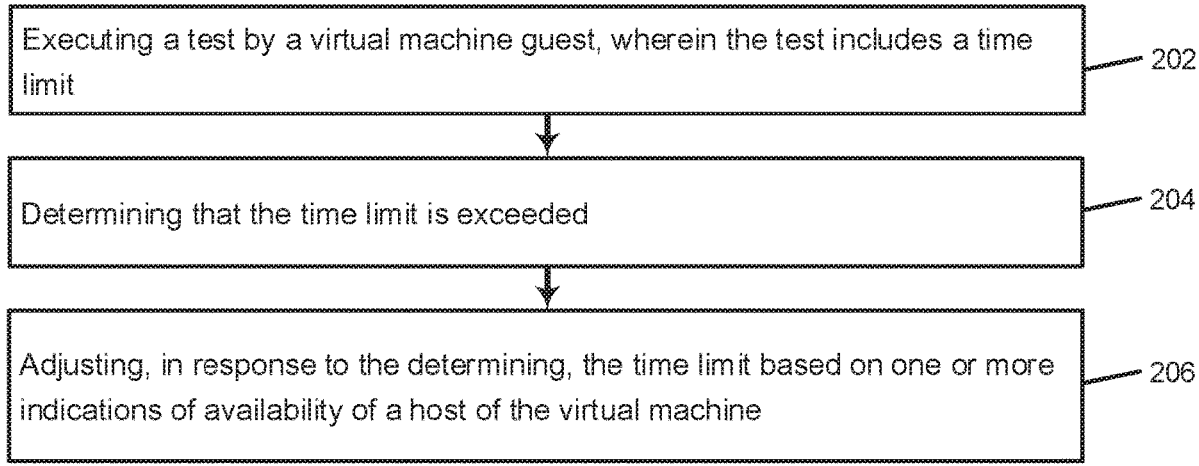 Executing a test by a virtual machine guest, wherein the test includes a time
limit
202
Determining that the time limit is exceeded
204
Adjusting, in response to the determining, the time limit based on one or more
indications of availability of a host of the virtual machine
206